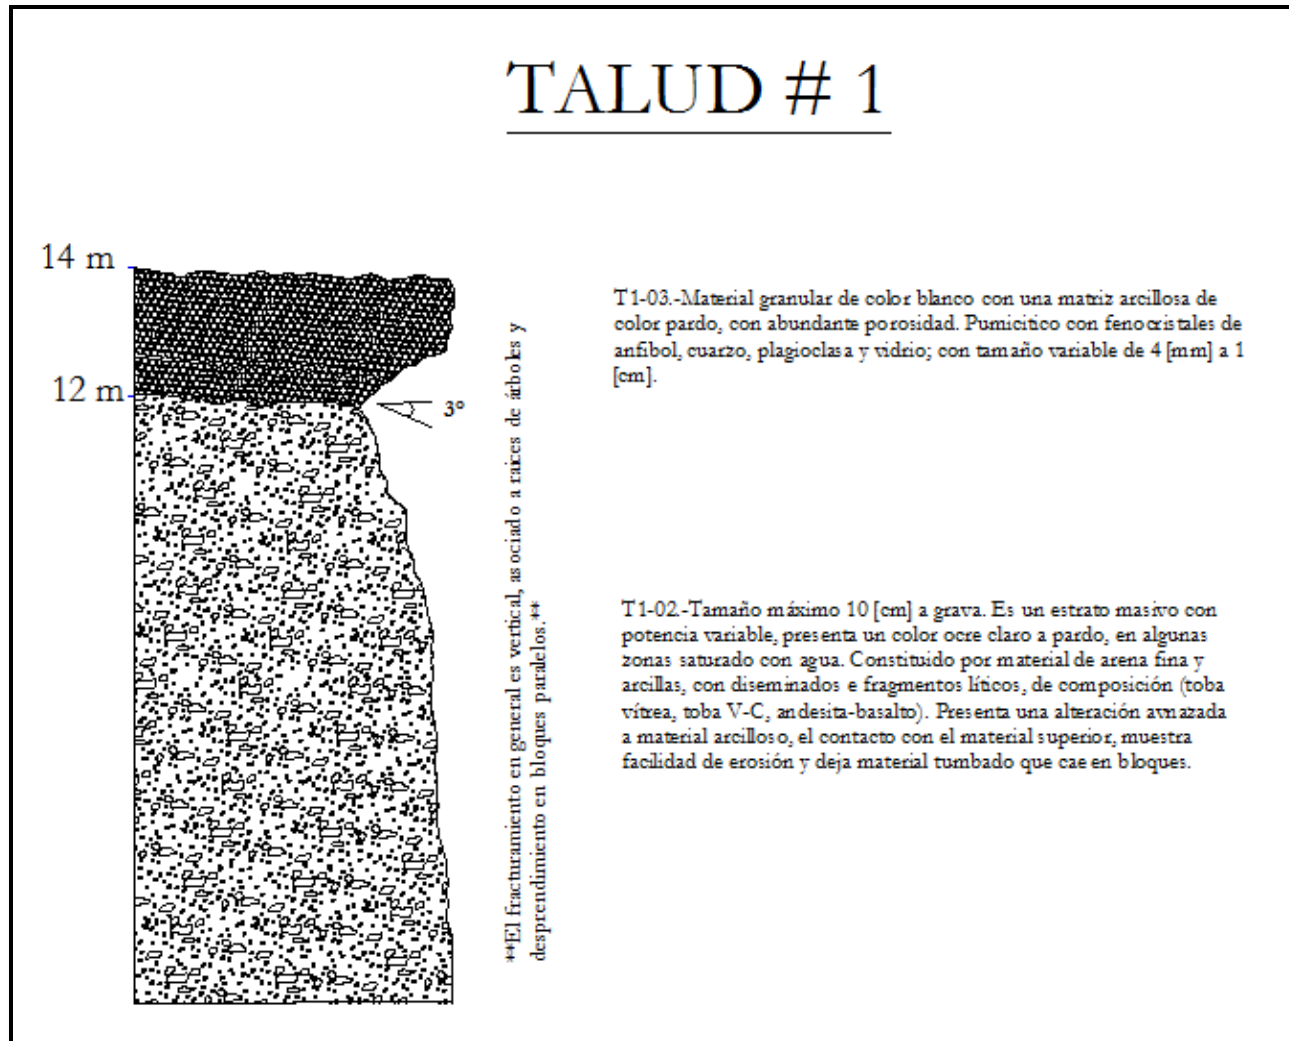 TALUD # 1
14 m
T1-03.-Material granular de color blanco con una matriz arcillosa de
color pardo, con abundante porosidad. Pumicitico con fenocristales de
anfibol, cuarzo, plagioclasa y vidrio; con tamaño variable de 4 [mm] a 1
[cm].
12 m
3°
**El fracturamiento en general es vertical, asociado a raices de árboles y
desprendimiento en bloques paralelos.**
T1-02.-Tamaño máximo 10 [cm] a grava. Es un estrato masivo con
potencia variable, presenta un color ocre claro a pardo, en algunas
zonas saturado con agua. Constituido por material de arena fina y
arcillas, con diseminados e fragmentos líticos, de composición (toba
vítrea, toba V-C, andesita-basalto). Presenta una alteración avnazada
a material arcilloso, el contacto con el material superior, muestra
facilidad de erosión y deja material tumbado que cae en bloques.